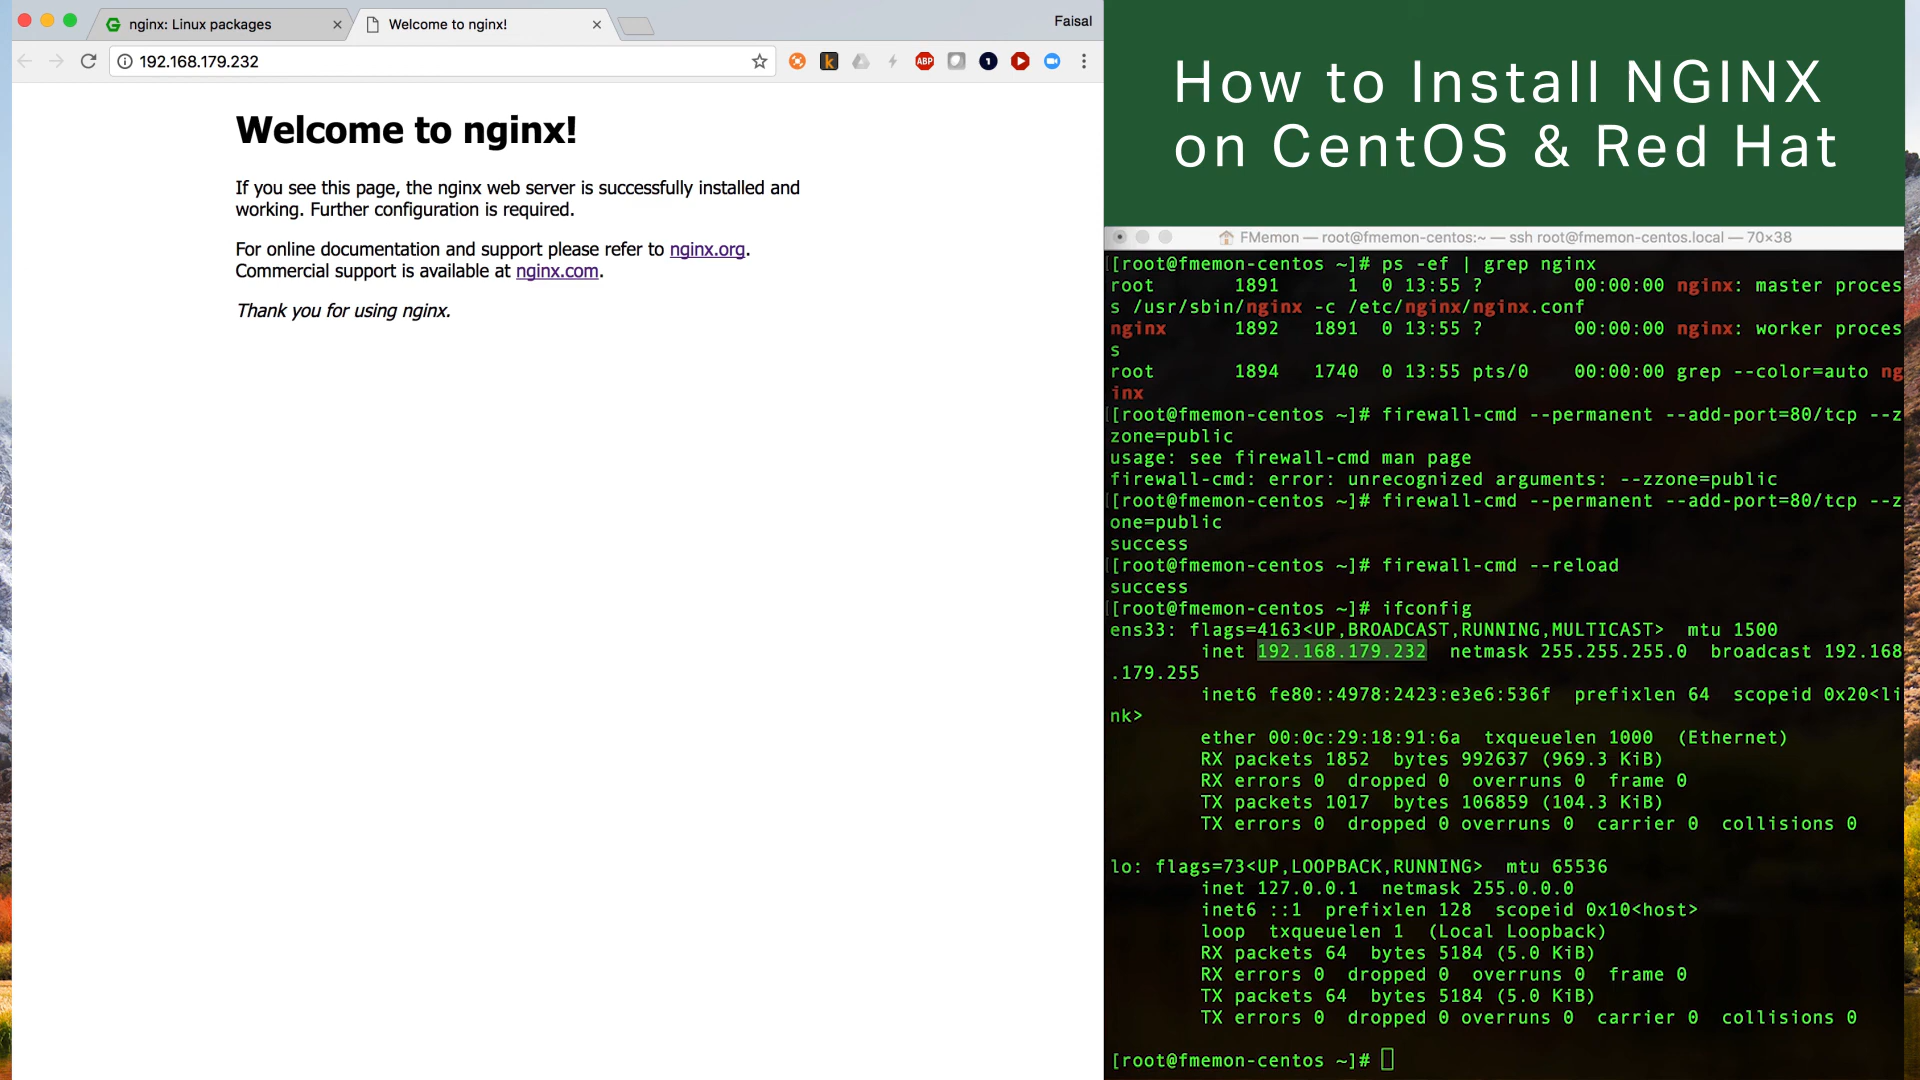 nginx: Linux packages
Welcome to nginx!
Faisal
192.168.179.232
k
ABP
1
Welcome to nginx!
If you see this page, the nginx web server is successfully installed and
working. Further configuration is required.
For online documentation and support please refer to nginx.org.
Commercial support is available at nginx.com.
Thank you for using nginx.
How to Install NGINX
on CentOS & Red Hat
FMemon — root@fmemon-centos:~ — ssh root@fmemon-centos.local — 70×38
[root@fmemon-centos ~]# ps -ef | grep nginx
root       1891      1  0 13:55 ?        00:00:00 nginx: master proces
s /usr/sbin/nginx -c /etc/nginx/nginx.conf
nginx      1892   1891  0 13:55 ?        00:00:00 nginx: worker proces
s
root       1894   1740  0 13:55 pts/0    00:00:00 grep --color=auto ng
inx
[root@fmemon-centos ~]# firewall-cmd --permanent --add-port=80/tcp --z
zone=public
usage: see firewall-cmd man page
firewall-cmd: error: unrecognized arguments: --zzone=public
[root@fmemon-centos ~]# firewall-cmd --permanent --add-port=80/tcp --z
one=public
success
[root@fmemon-centos ~]# firewall-cmd --reload
success
[root@fmemon-centos ~]# ifconfig
ens33: flags=4163<UP,BROADCAST,RUNNING,MULTICAST>  mtu 1500
        inet 192.168.179.232  netmask 255.255.255.0  broadcast 192.168
.179.255
        inet6 fe80::4978:2423:e3e6:536f  prefixlen 64  scopeid 0x20<li
nk>
        ether 00:0c:29:18:91:6a  txqueuelen 1000  (Ethernet)
        RX packets 1852  bytes 992637 (969.3 KiB)
        RX errors 0  dropped 0  overruns 0  frame 0
        TX packets 1017  bytes 106859 (104.3 KiB)
        TX errors 0  dropped 0 overruns 0  carrier 0  collisions 0
lo: flags=73<UP,LOOPBACK,RUNNING>  mtu 65536
        inet 127.0.0.1  netmask 255.0.0.0
        inet6 ::1  prefixlen 128  scopeid 0x10<host>
        loop  txqueuelen 1  (Local Loopback)
        RX packets 64  bytes 5184 (5.0 KiB)
        RX errors 0  dropped 0  overruns 0  frame 0
        TX packets 64  bytes 5184 (5.0 KiB)
        TX errors 0  dropped 0 overruns 0  carrier 0  collisions 0
[root@fmemon-centos ~]#